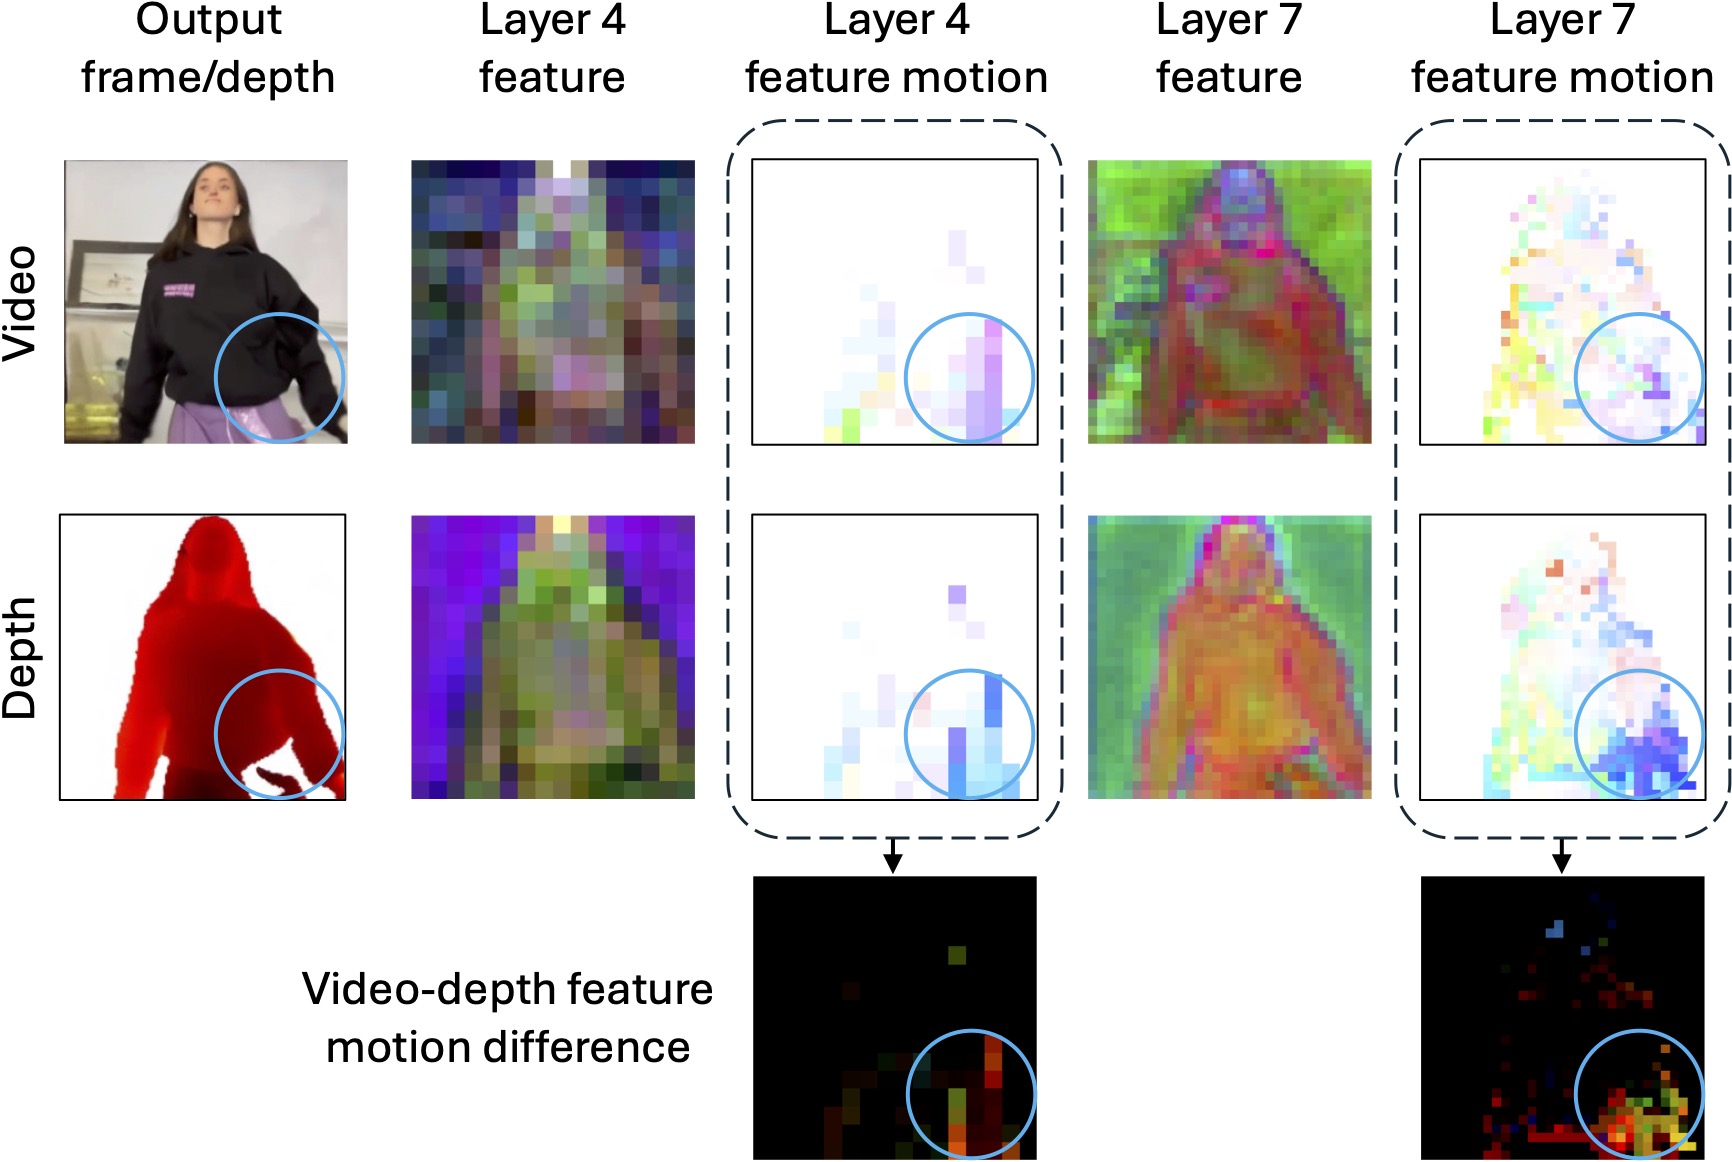 Output
frame/depth
Layer 4
feature
Layer 4
feature motion
Layer 7
feature
Layer 7
feature motion
Video
Depth
Video-depth feature
motion difference